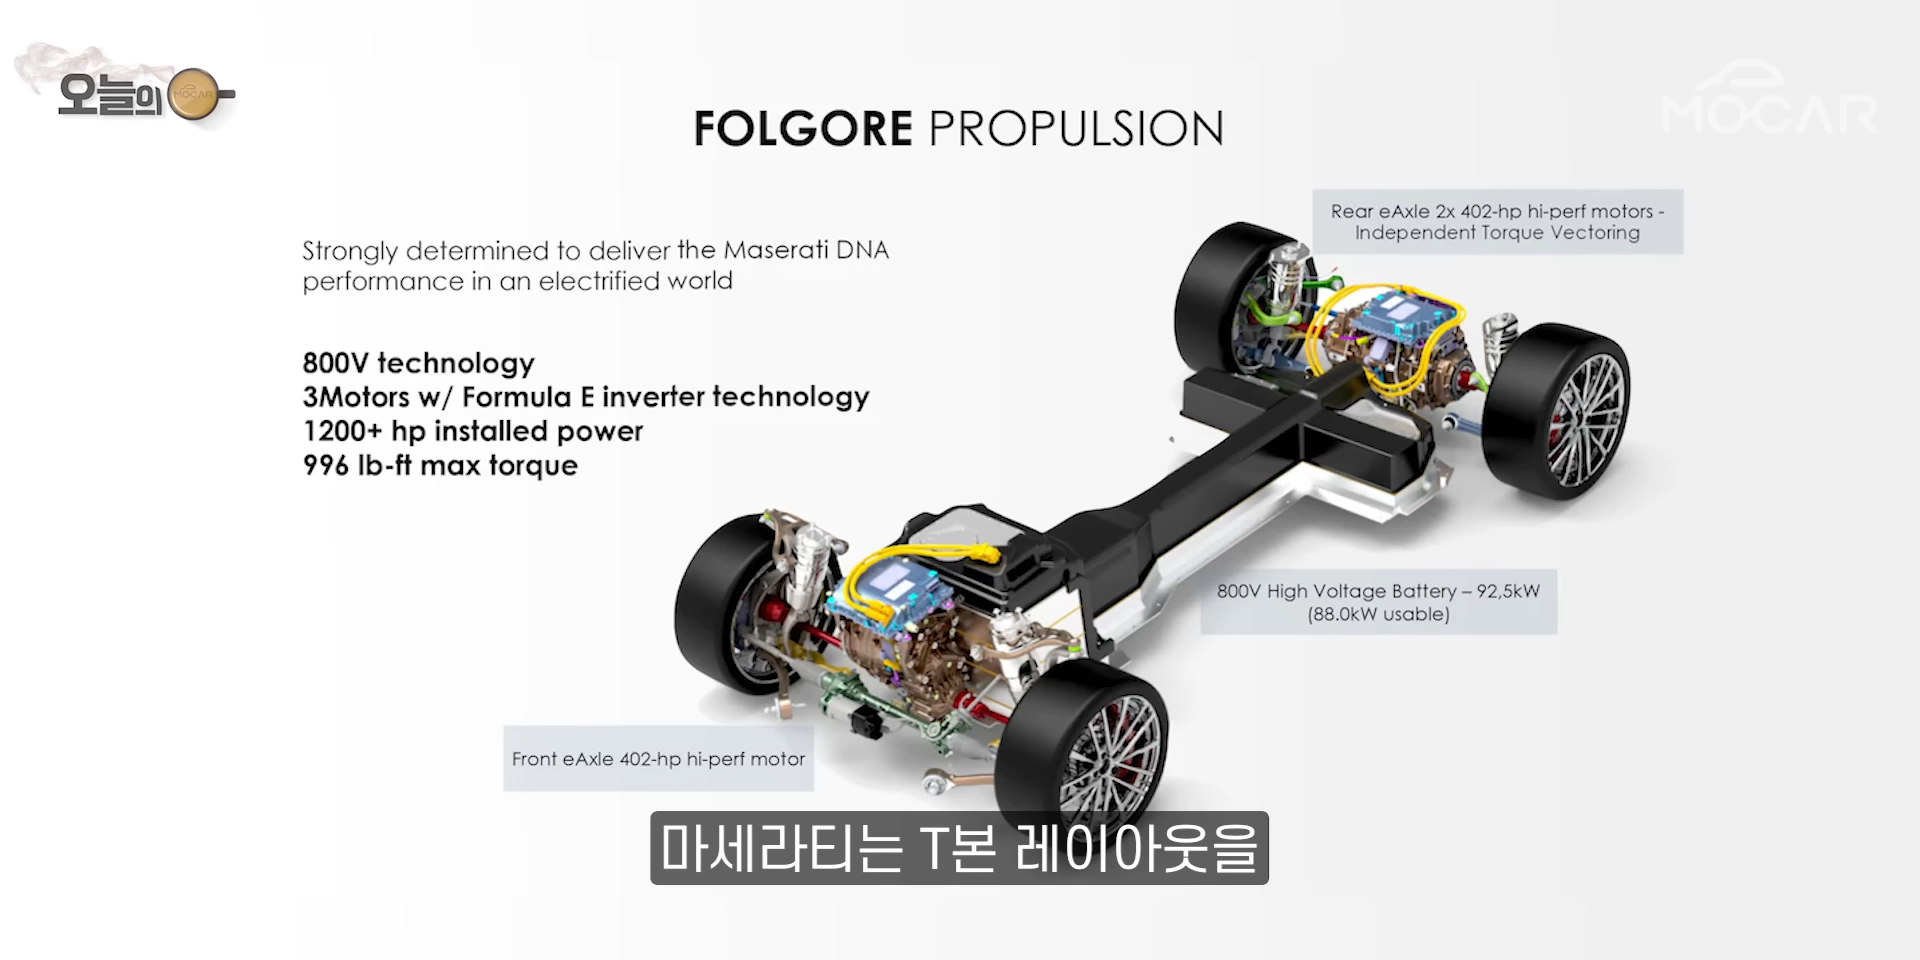 오늘의
MOCAR
MOCAR
FOLGORE PROPULSION
Rear eAxle 2x 402-hp hi-perf motors -
Independent Torque Vectoring
Strongly determined to deliver the Maserati DNA
performance in an electrified world
800V technology
3Motors w/ Formula E inverter technology
1200+ hp installed power
996 lb-ft max torque
800V High Voltage Battery – 92,5kW
(88.0kW usable)
Front eAxle 402-hp hi-perf motor
마세라티는 T본 레이아웃을